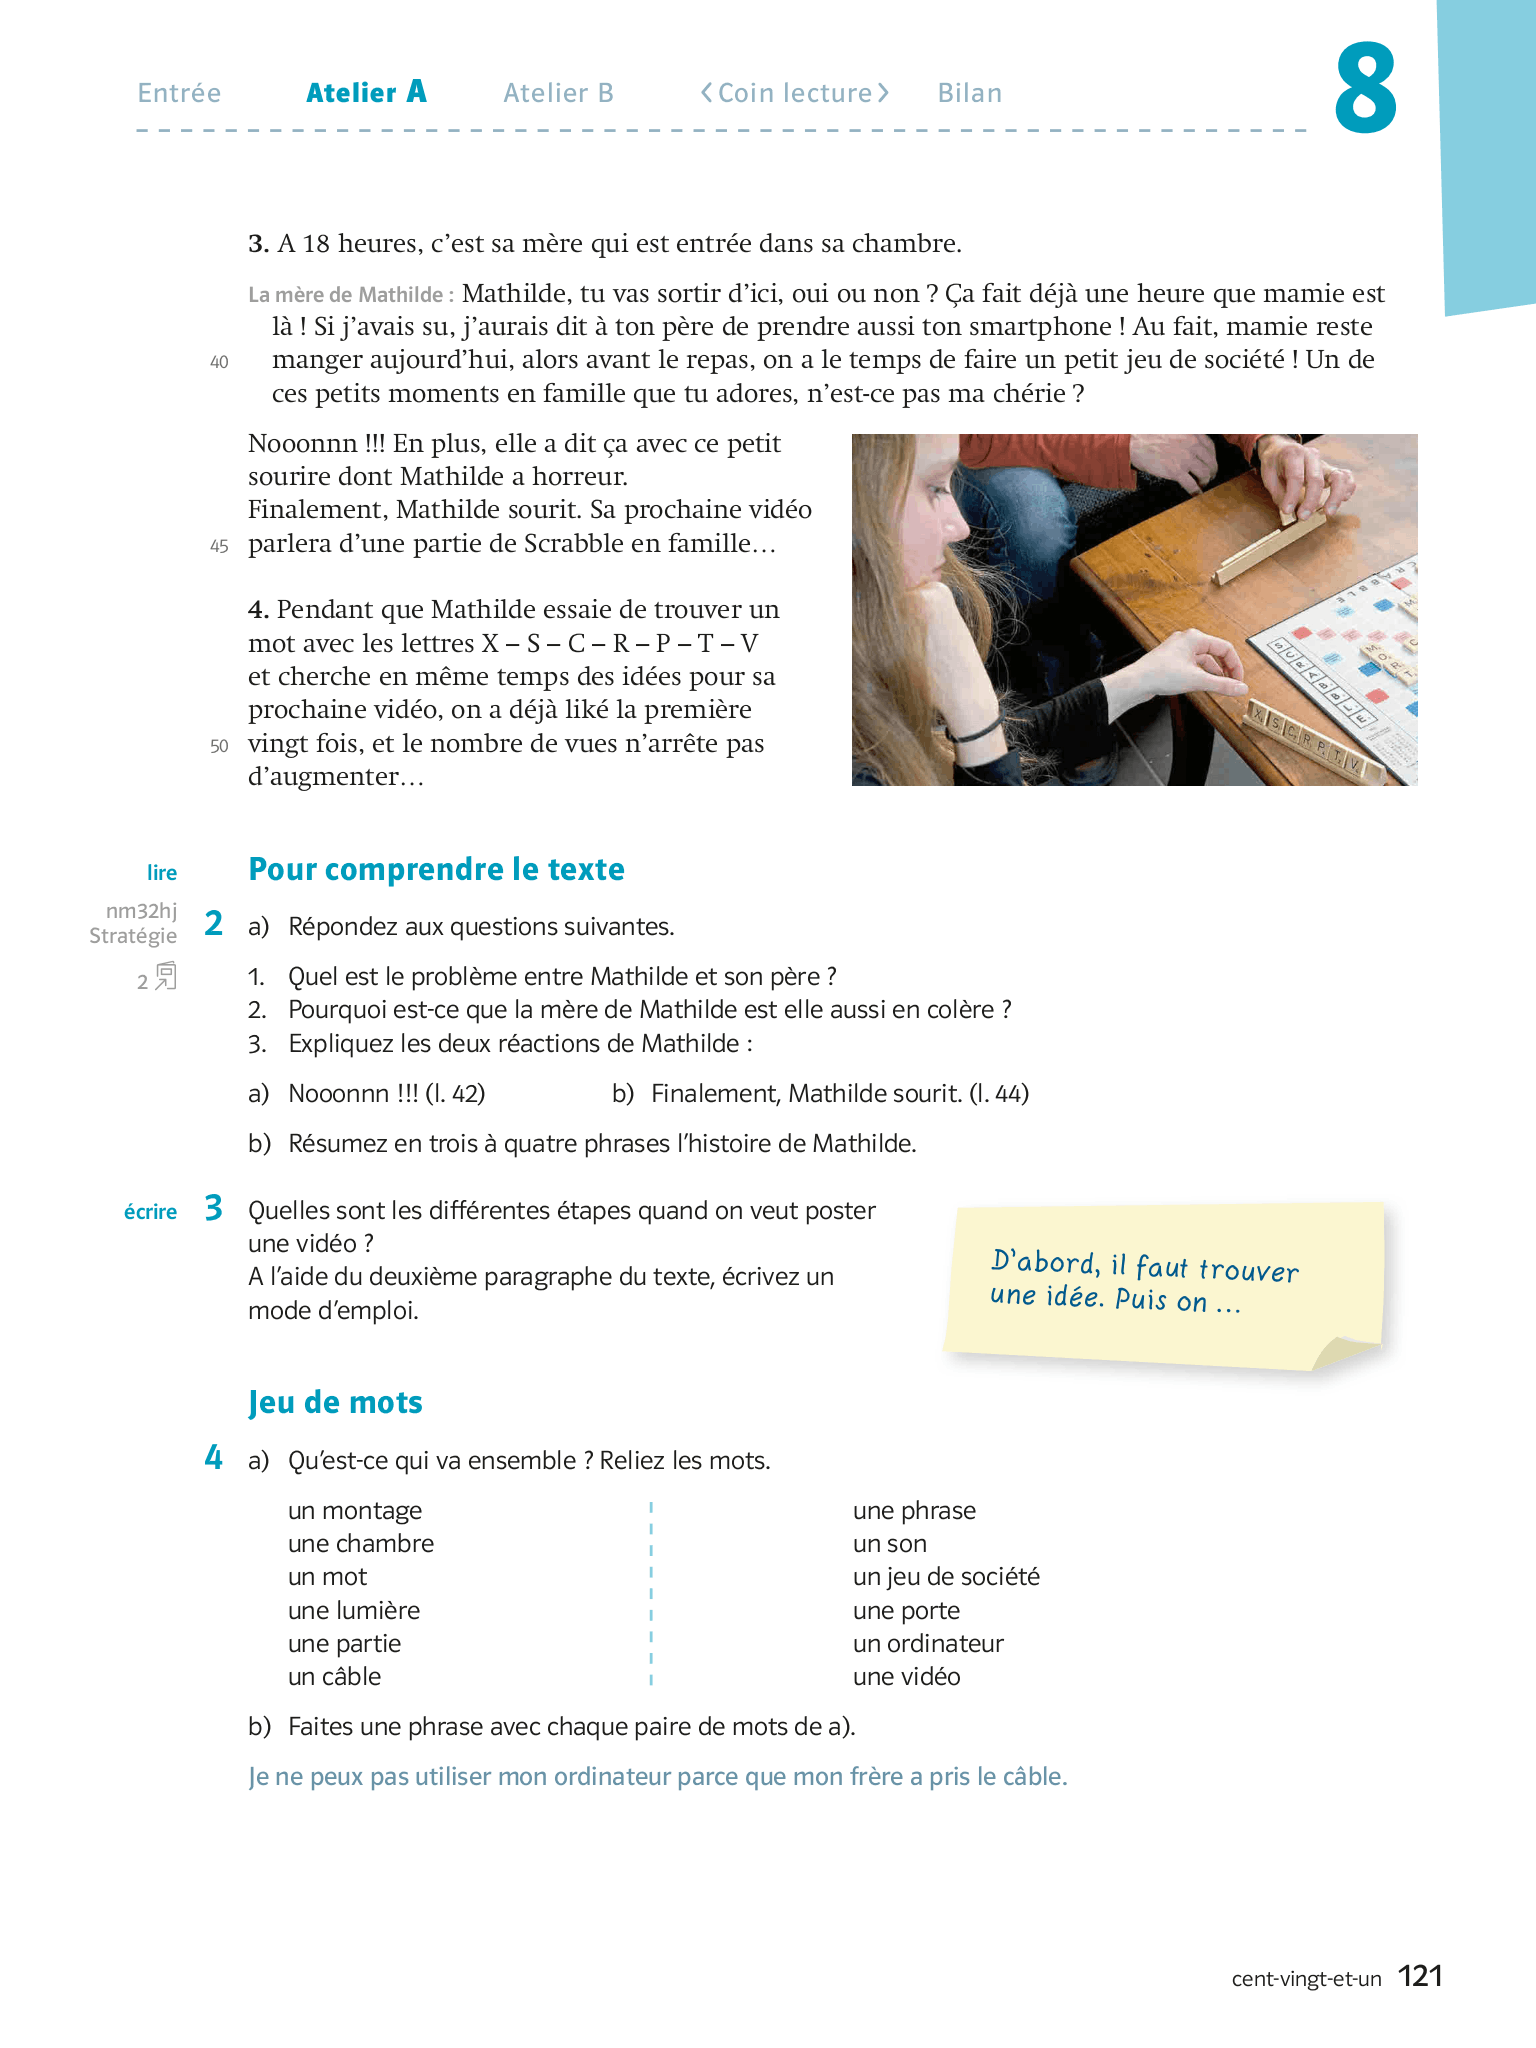 Entrée Atelier A Atelier B <Coin lecture> Bilan
8
3. A 18 heures, c’est sa mère qui est entrée dans sa chambre.
La mère de Mathilde : Mathilde, tu vas sortir d’ici, oui ou non ? Ça fait déjà une heure que mamie est
là ! Si j’avais su, j’aurais dit à ton père de prendre aussi ton smartphone ! Au fait, mamie reste
40 manger aujourd’hui, alors avant le repas, on a le temps de faire un petit jeu de société ! Un de
ces petits moments en famille que tu adores, n’est-ce pas ma chérie ?
Nooonnn !!! En plus, elle a dit ça avec ce petit
sourire dont Mathilde a horreur.
Finalement, Mathilde sourit. Sa prochaine vidéo
45 parlera d’une partie de Scrabble en famille…
4. Pendant que Mathilde essaie de trouver un
mot avec les lettres X – S – C – R – P – T – V
et cherche en même temps des idées pour sa
prochaine vidéo, on a déjà liké la première
50 vingt fois, et le nombre de vues n’arrête pas
d’augmenter…
SCRABBLE
X S C R P T V
lire
Pour comprendre le texte
nm32hj
Stratégie
2
2 a) Répondez aux questions suivantes.
1. Quel est le problème entre Mathilde et son père ?
2. Pourquoi est-ce que la mère de Mathilde est elle aussi en colère ?
3. Expliquez les deux réactions de Mathilde :
a) Nooonnn !!! (l. 42) b) Finalement, Mathilde sourit. (l. 44)
b) Résumez en trois à quatre phrases l’histoire de Mathilde.
écrire 3 Quelles sont les différentes étapes quand on veut poster
une vidéo ?
A l’aide du deuxième paragraphe du texte, écrivez un
mode d’emploi.
D’abord, il faut trouver
une idée. Puis on …
Jeu de mots
4 a) Qu’est-ce qui va ensemble ? Reliez les mots.
un montage une phrase
une chambre un son
un mot un jeu de société
une lumière une porte
une partie un ordinateur
un câble une vidéo
b) Faites une phrase avec chaque paire de mots de a).
Je ne peux pas utiliser mon ordinateur parce que mon frère a pris le câble.
cent-vingt-et-un 121